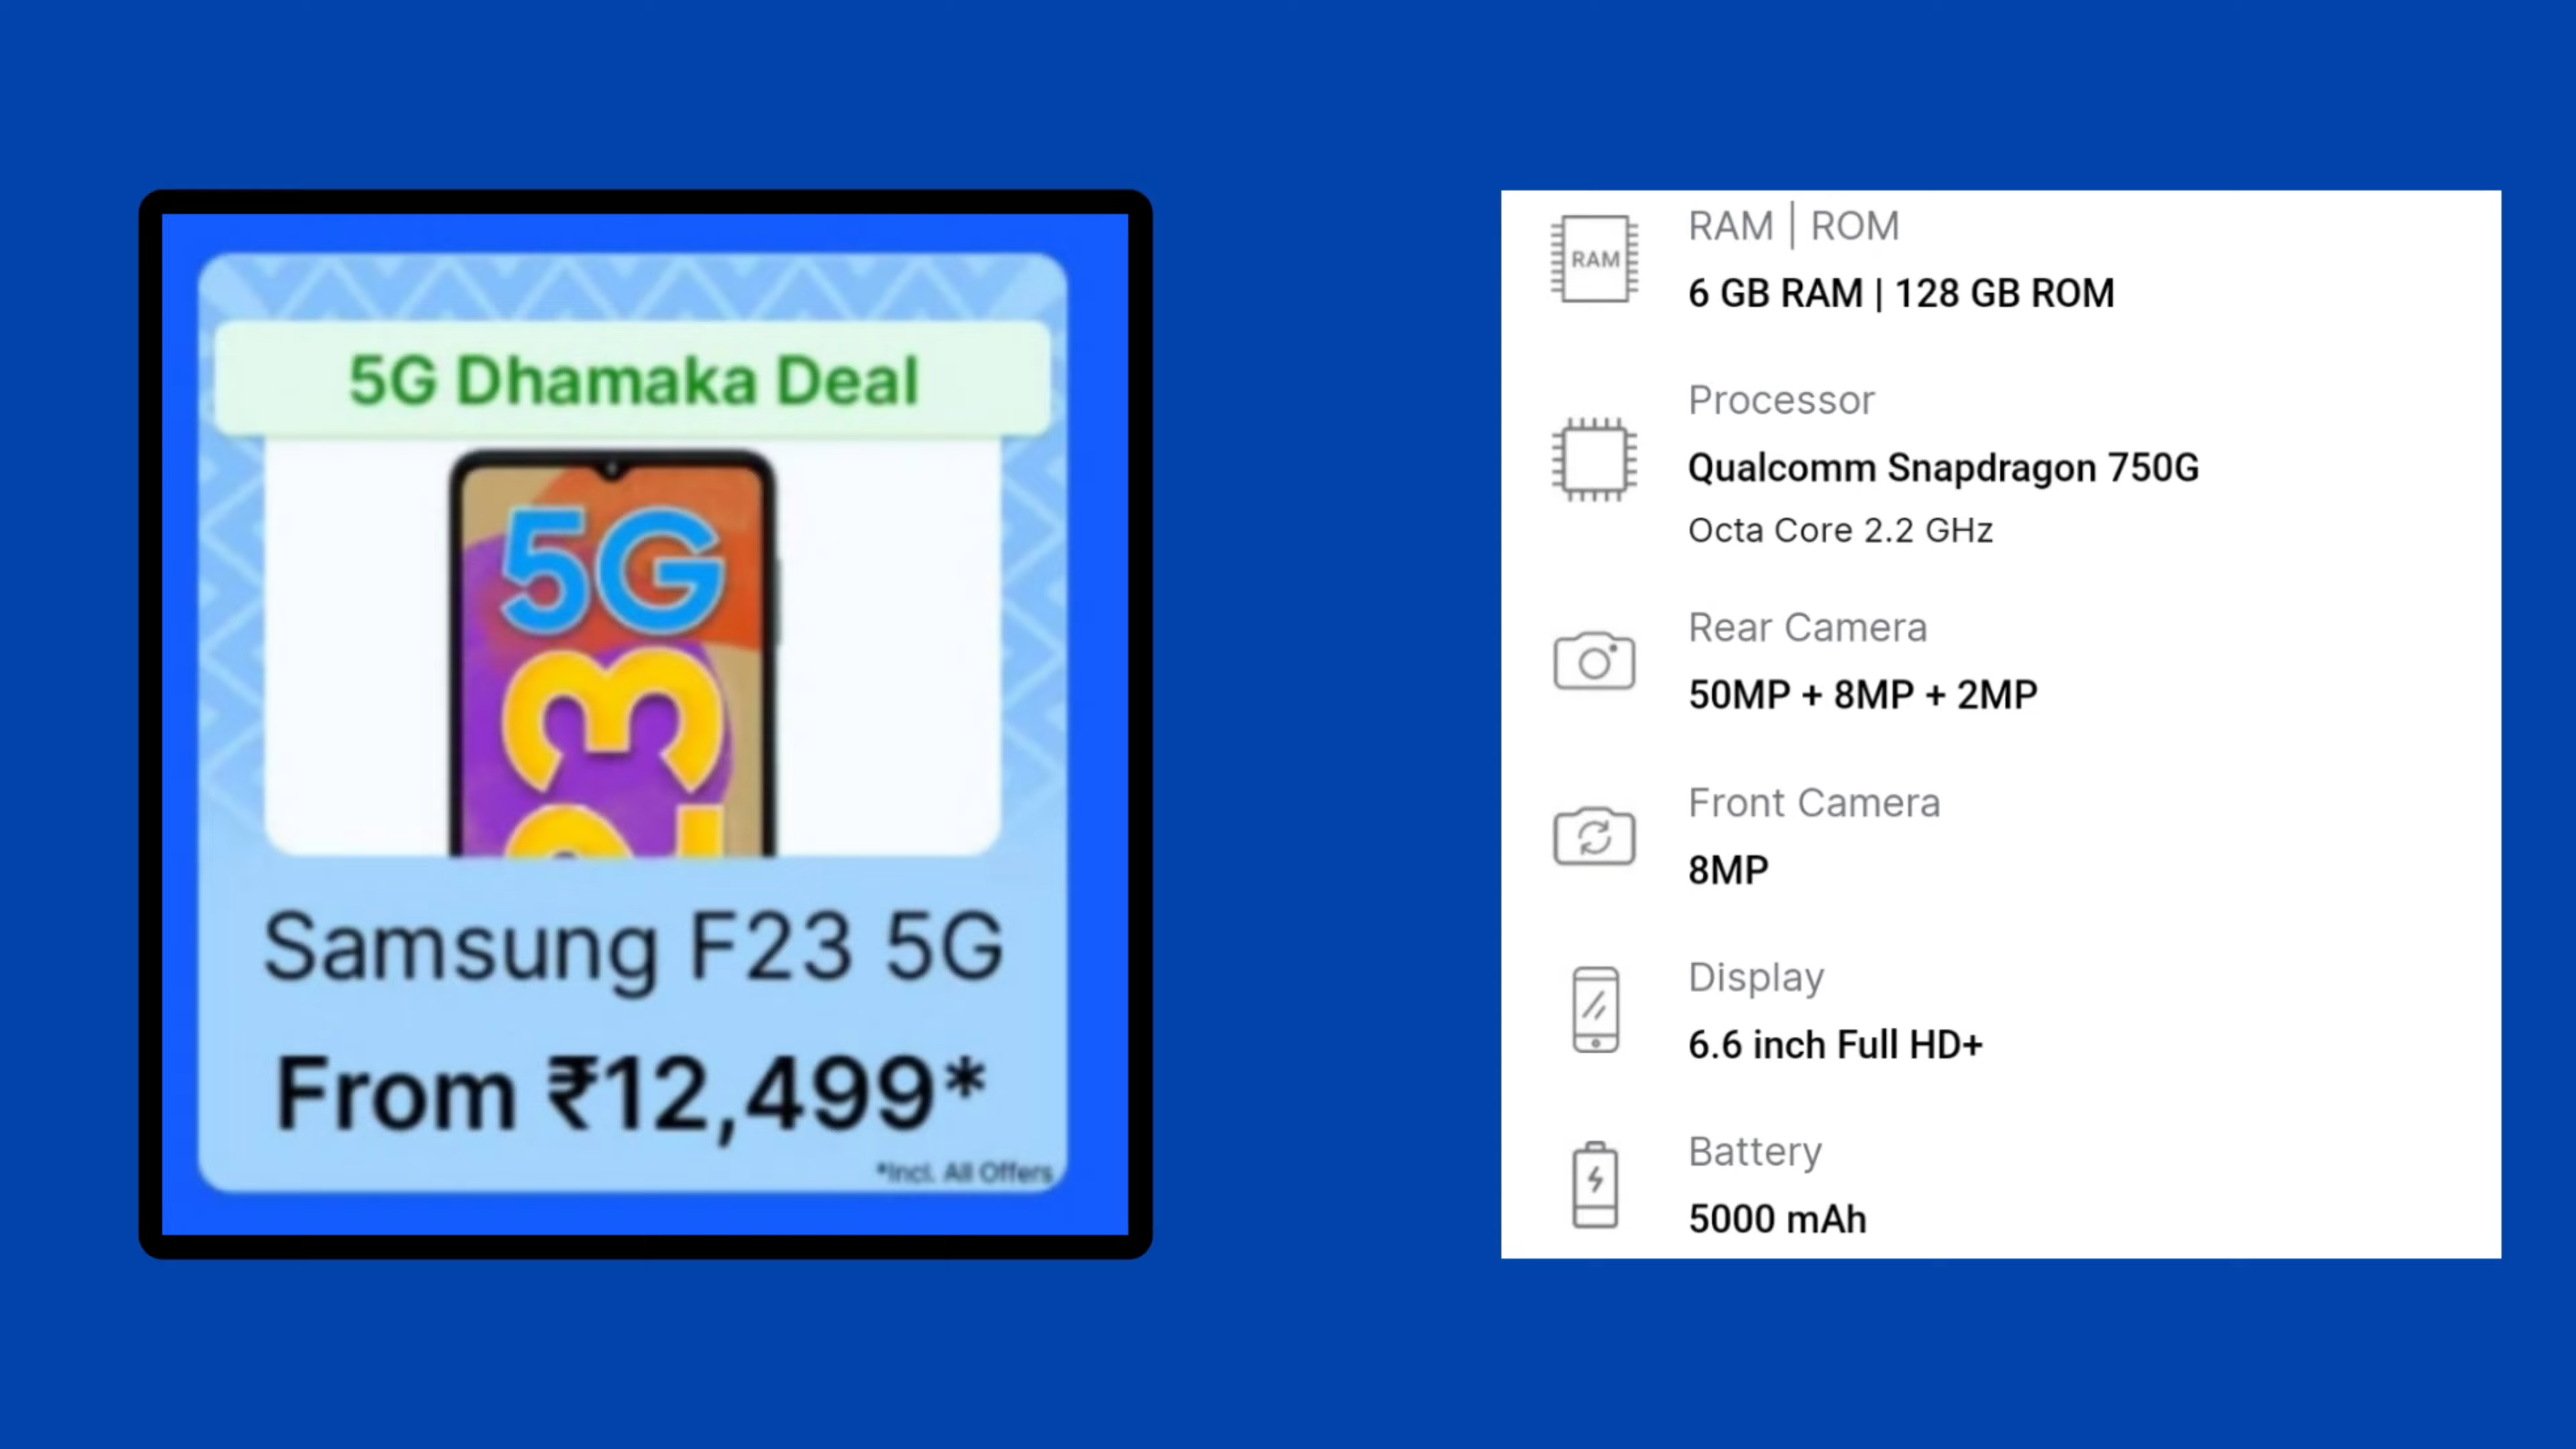 5G Dhamaka Deal
5G
23
Samsung F23 5G
From ₹12,499*
*Incl. All Offers
RAM | ROM
RAM
6 GB RAM | 128 GB ROM
Processor
Qualcomm Snapdragon 750G
Octa Core 2.2 GHz
Rear Camera
50MP + 8MP + 2MP
Front Camera
8MP
Display
6.6 inch Full HD+
Battery
5000 mAh